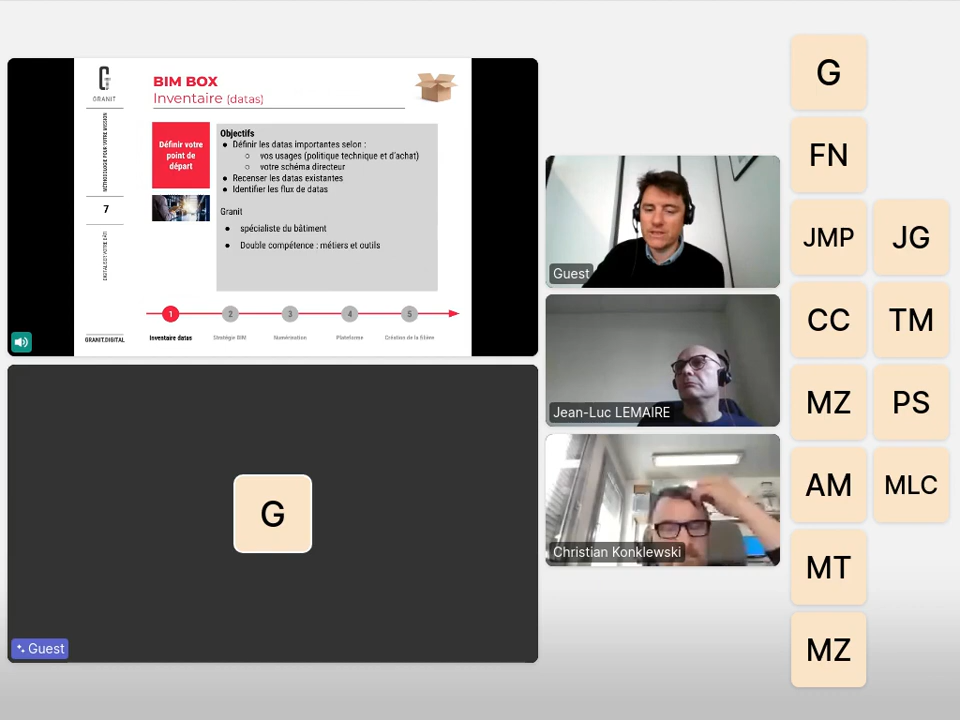 GRANIT
MÉTHODOLOGIE POUR VOTRE MISSION
7
GRANIT.DIGITAL
BIM BOX
Inventaire (datas)
Définir votre
point de
départ
Objectifs
● Définir les datas importantes selon :
○ vos usages (politique technique et d'achat)
○ votre schéma directeur
● Recenser les datas existantes
● Identifier les flux de datas
Granit
● spécialiste du bâtiment
● Double compétence : métiers et outils
1
2
3
4
5
Inventaire datas
Stratégie BIM
Numérisation
Plateforme
Création de la filière
G
Guest
Guest
Jean-Luc LEMAIRE
Christian Konklewski
G
FN
JMP
JG
CC
TM
MZ
PS
AM
MLC
MT
MZ